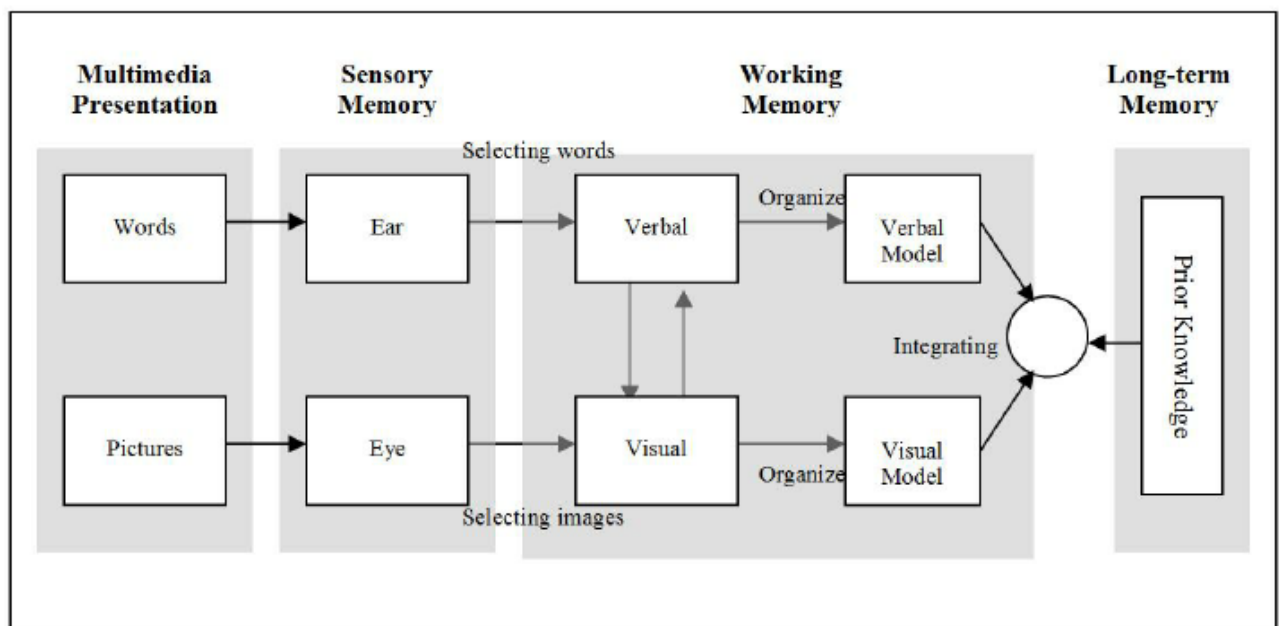 Multimedia
Presentation
Sensory
Memory
Working
Memory
Long-term
Memory
Selecting words
Words
Ear
Verbal
Organize
Verbal
Model
Integrating
Prior Knowledge
Pictures
Eye
Visual
Organize
Visual
Model
Selecting images